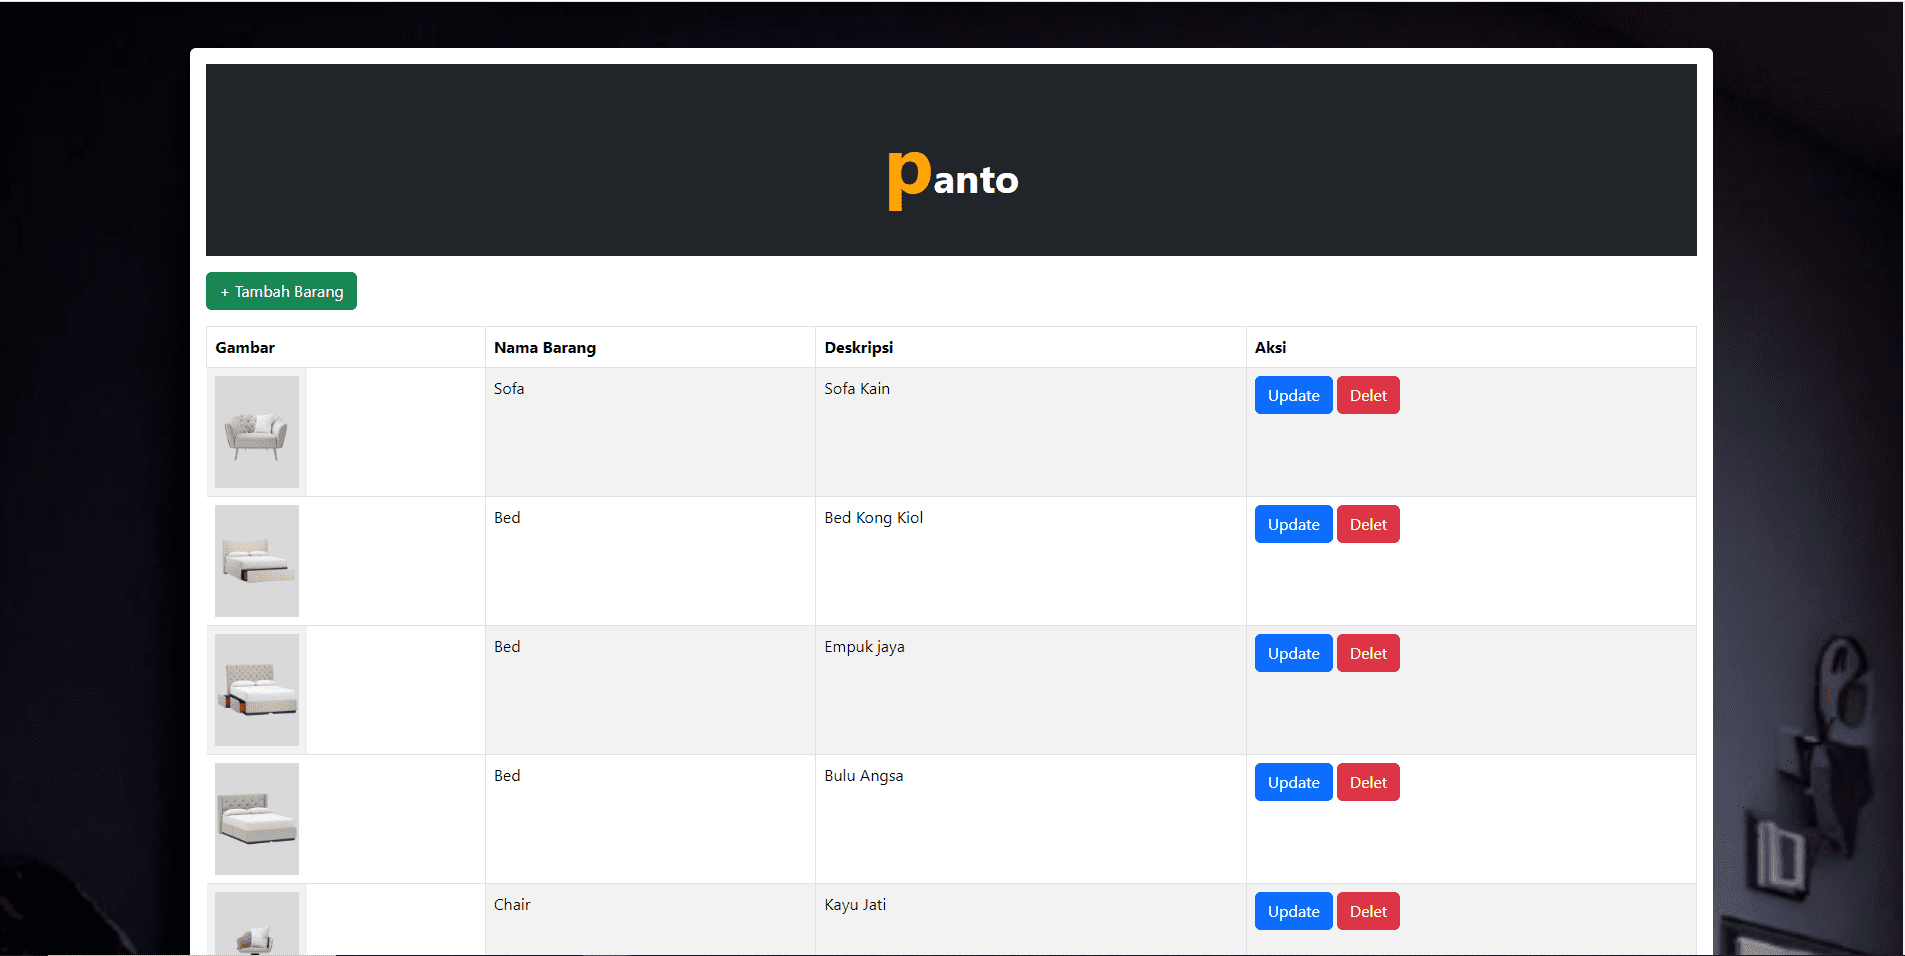 panto
+ Tambah Barang
Gambar Nama Barang Deskripsi Aksi
Sofa Sofa Kain Update Delet
Bed Bed Kong Kiol Update Delet
Bed Empuk jaya Update Delet
Bed Bulu Angsa Update Delet
Chair Kayu Jati Update Delet